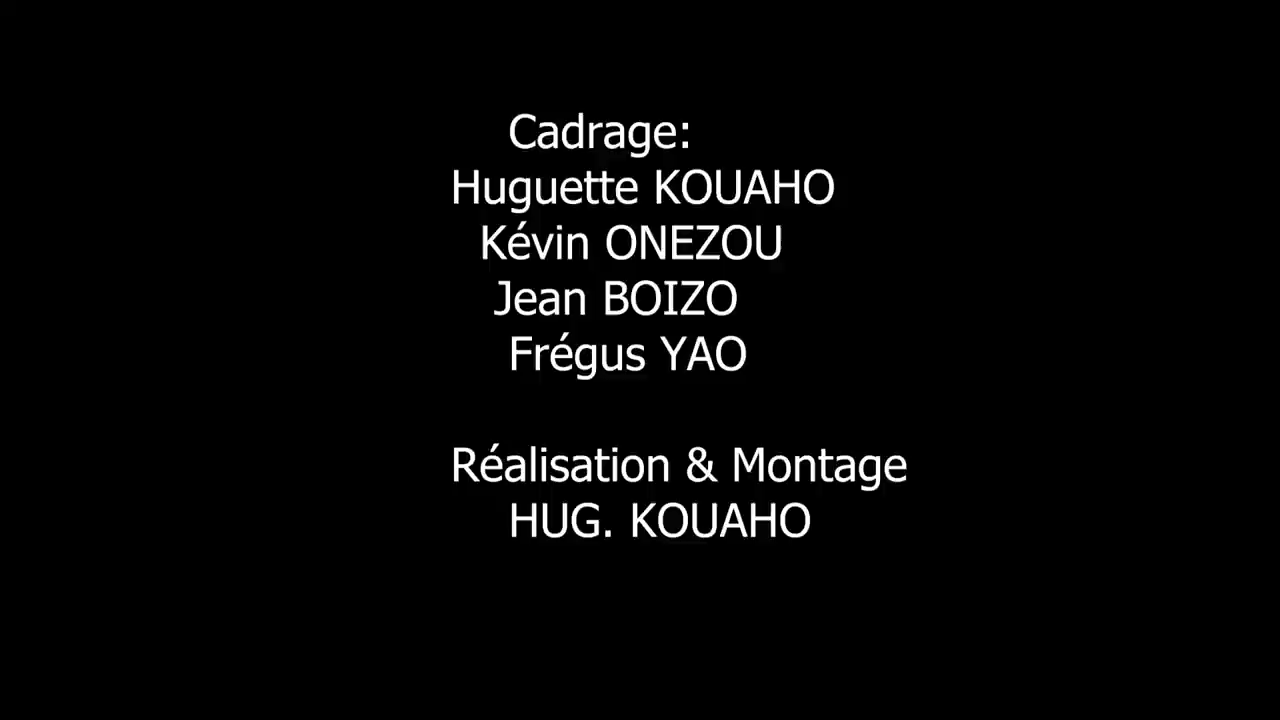 Cadrage:
Huguette KOUAHO
Kévin ONEZOU
Jean BOIZO
Frégus YAO
Réalisation & Montage
HUG. KOUAHO